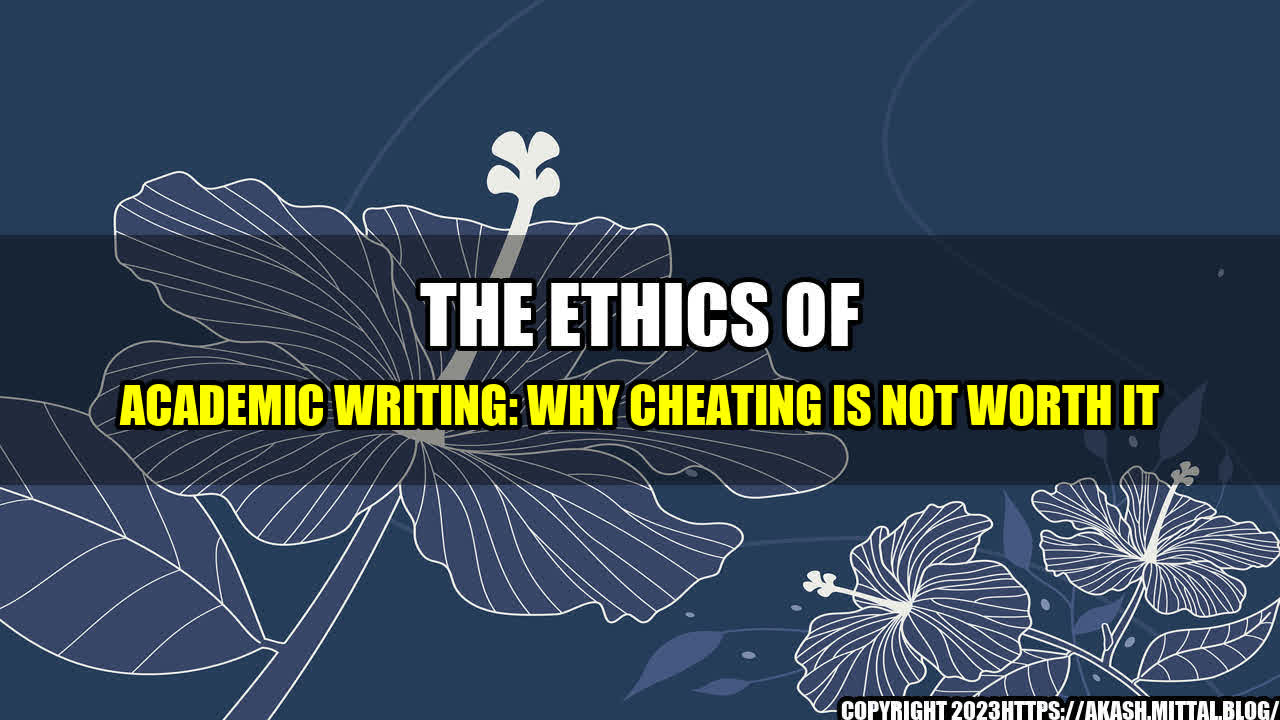 THE ETHICS OF
ACADEMIC WRITING: WHY CHEATING IS NOT WORTH IT
COPYRIGHT 2023HTTPS://AKASH.MITTAL.BLOG/